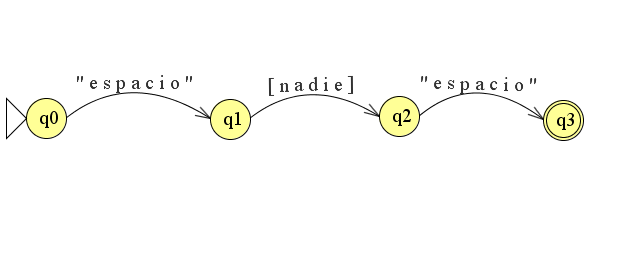 "espacio" [nadie] "espacio"
q0 q1 q2 q3